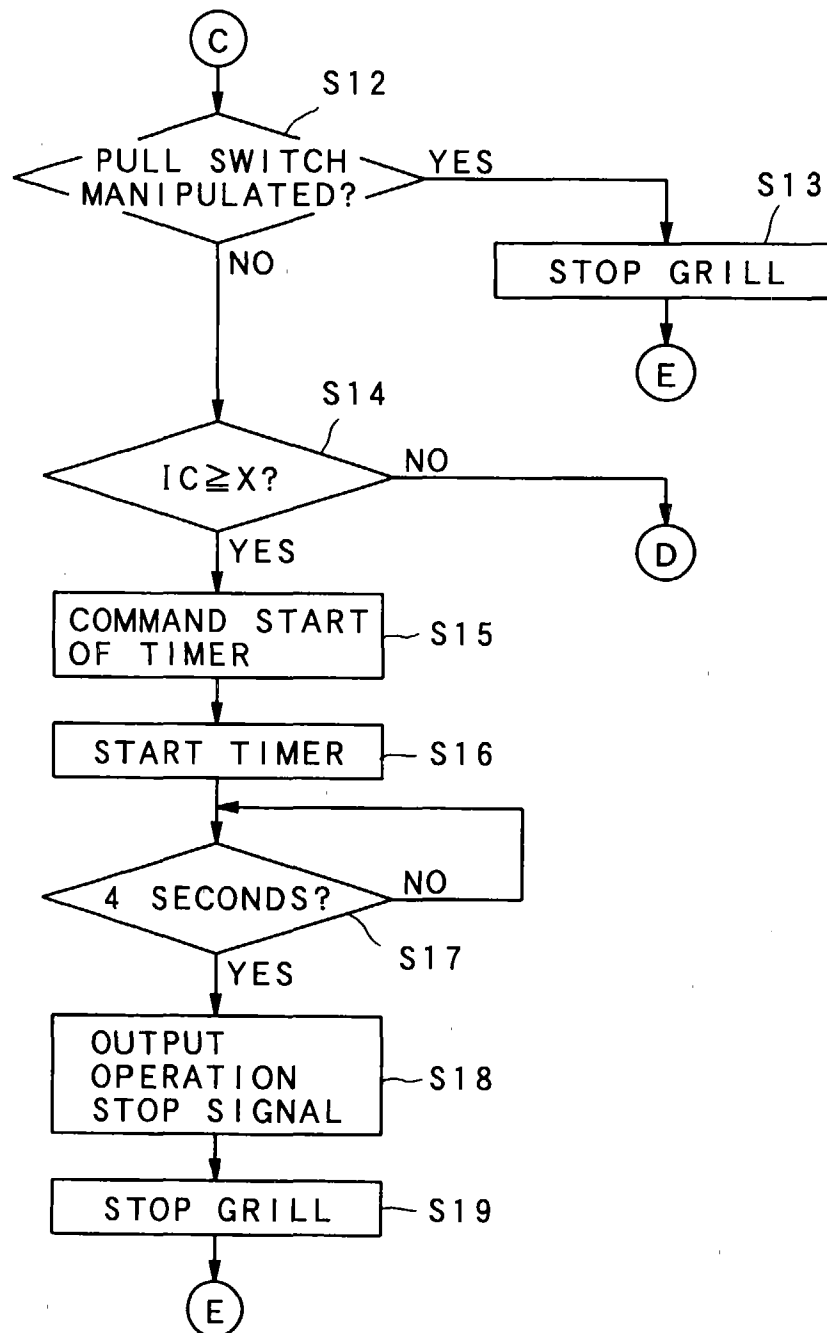 C
S12
PULL SWITCH
MANIPULATED?
YES
S13
NO
STOP GRILL
E
S14
IC≧X?
NO
D
YES
COMMAND START
OF TIMER
S15
START TIMER
S16
4 SECONDS?
NO
S17
YES
OUTPUT
OPERATION
STOP SIGNAL
S18
STOP GRILL
S19
E